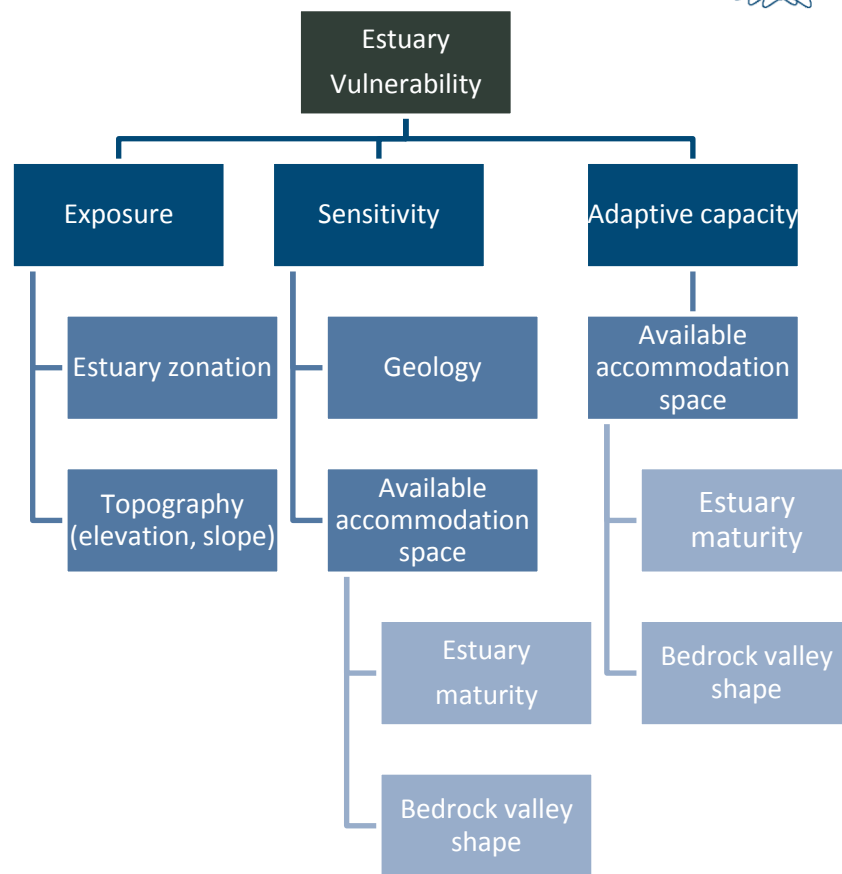 Estuary
Vulnerability
Exposure
Sensitivity
Adaptive capacity
Estuary zonation
Geology
Available
accommodation
space
Topography
(elevation, slope)
Available
accommodation
space
Estuary
maturity
Estuary
maturity
Bedrock valley
shape
Bedrock valley
shape